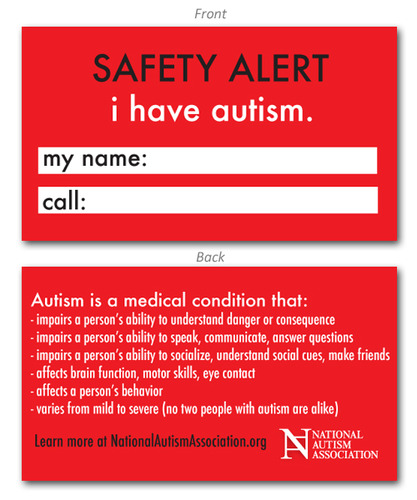 Front
SAFETY ALERT
i have autism.
my name:
call:
Back
Autism is a medical condition that:
- impairs a person's ability to understand danger or consequence
- impairs a person's ability to speak, communicate, answer questions
- impairs a person's ability to socialize, understand social cues, make friends
- affects brain function, motor skills, eye contact
- affects a person's behavior
- varies from mild to severe (no two people with autism are alike)
Learn more at NationalAutismAssociation.org
N NATIONAL
AUTISM
ASSOCIATION